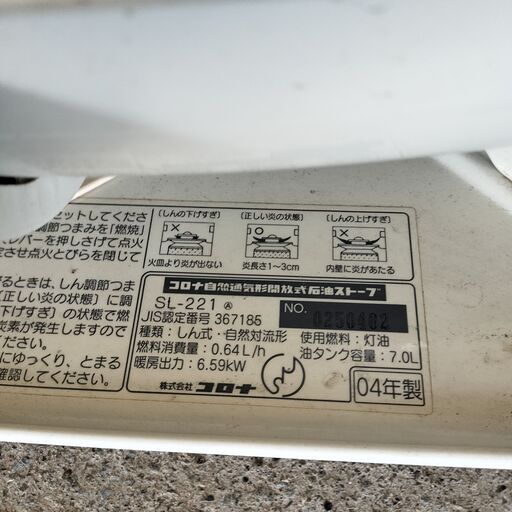 セットしてくださ
調節つまみを「燃焼」
レバーを押しさげて点火
定させ点火とびらを閉じて
るときは、しん調節つま
(正しい炎の状態)に調
下げすぎ)の状態で燃
炭素が発生しますので
にゆっくり、とまる
確認してください。
(しんの下げすぎ)
(正しい炎の状態)
(しんの上げすぎ)
火皿より炎が出ない
炎長さ1~3cm
内壁に炎があたる
コロナ自然通気形開放式石油ストーブ
SL-221 Ⓐ
NO. 0250402
JIS認定番号 367185
種類:しん式・自然対流形
使用燃料:灯油
燃料消費量:0.64L/h
油タンク容量:7.0L
暖房出力:6.59kW
株式会社 コロナ
04年製